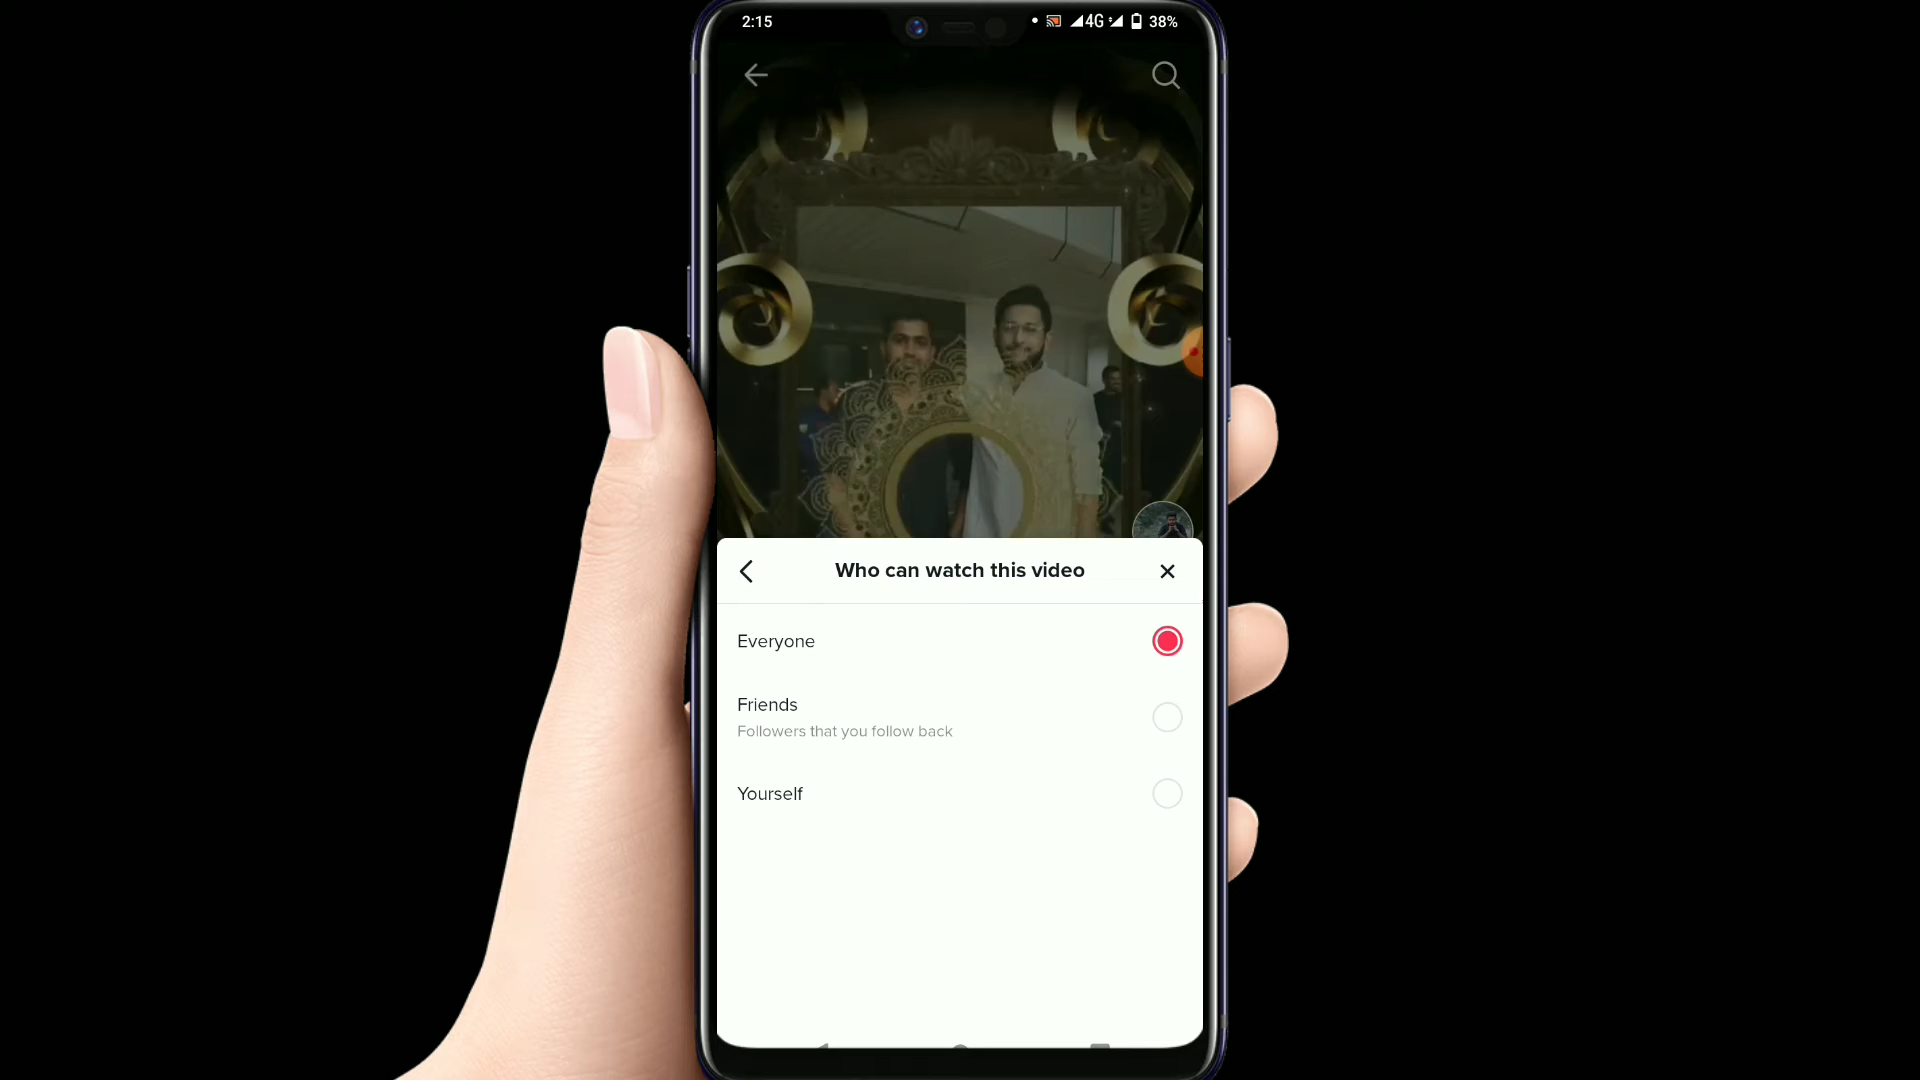 2:15
4G 38%
Who can watch this video
Everyone
Friends
Followers that you follow back
Yourself